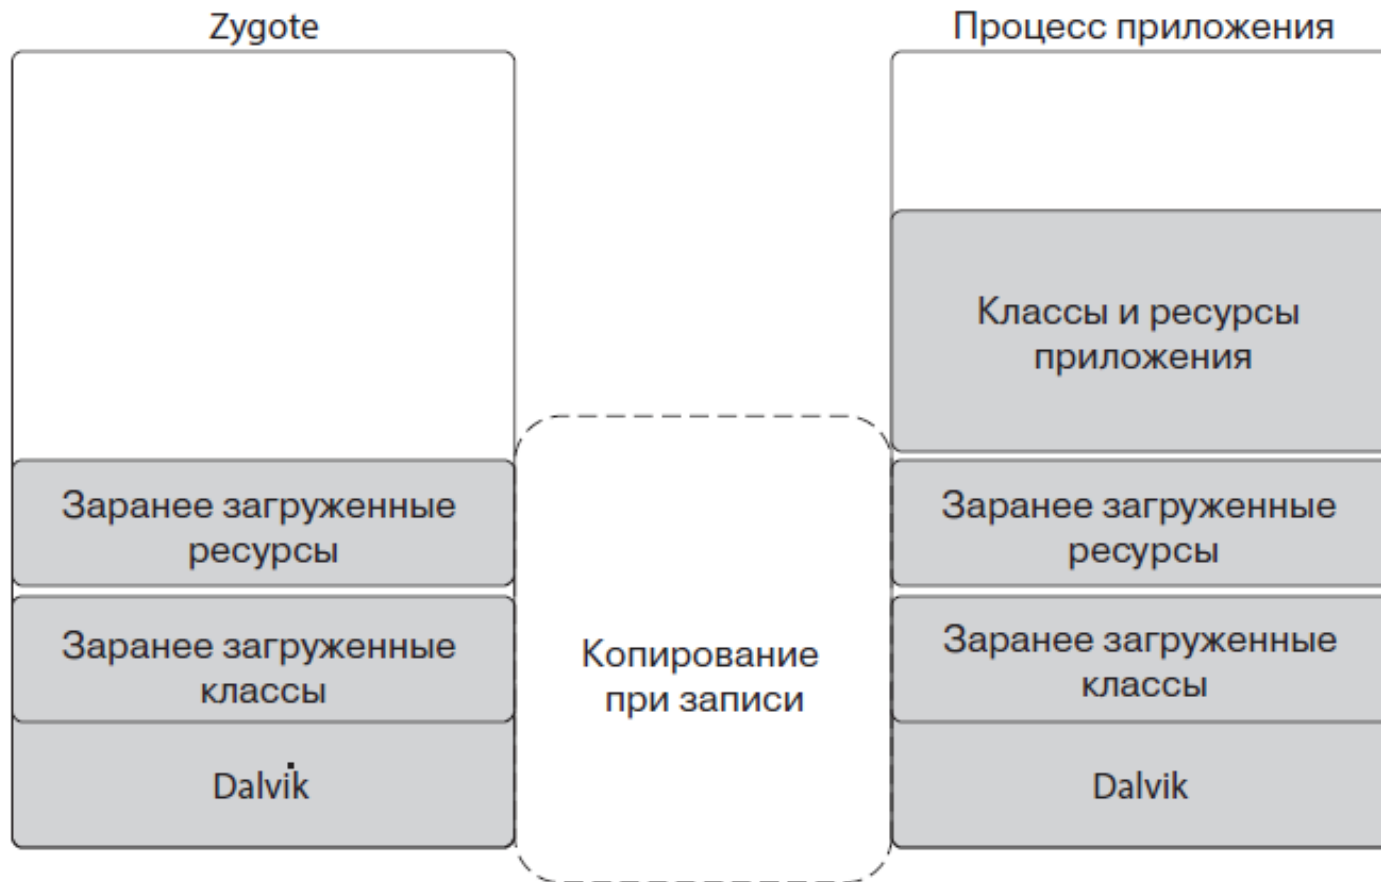 Zygote
Процесс приложения
Классы и ресурсы
приложения
Заранее загруженные
ресурсы
Заранее загруженные
ресурсы
Заранее загруженные
классы
Копирование
при записи
Заранее загруженные
классы
Dalvik
Dalvik